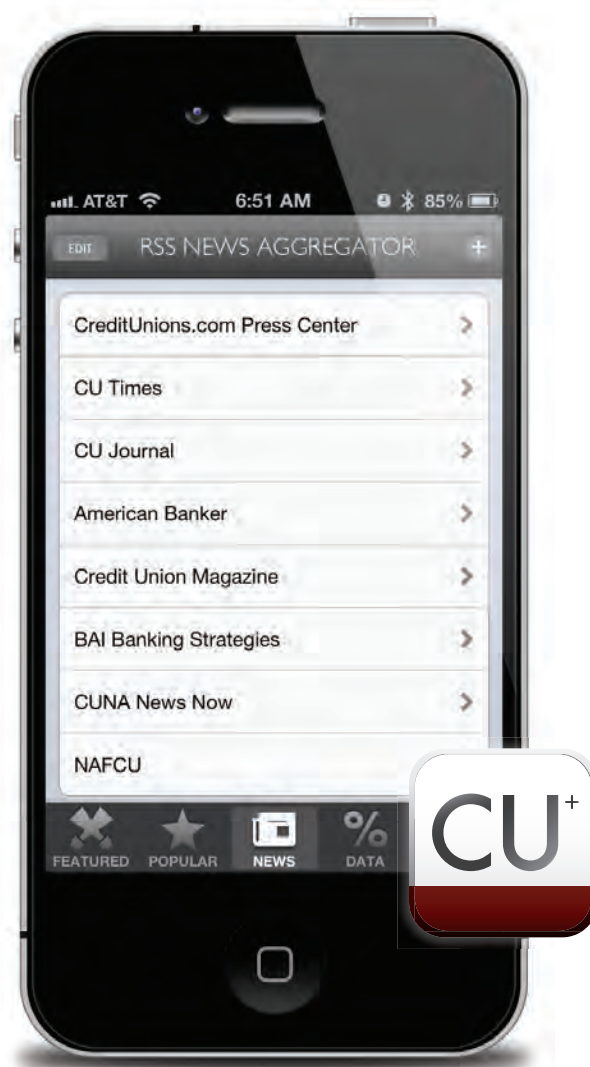 AT&T 6:51 AM 85%
EDIT RSS NEWS AGGREGATOR +
CreditUnions.com Press Center
CU Times
CU Journal
American Banker
Credit Union Magazine
BAI Banking Strategies
CUNA News Now
NAFCU
%
FEATURED POPULAR NEWS DATA
CU+